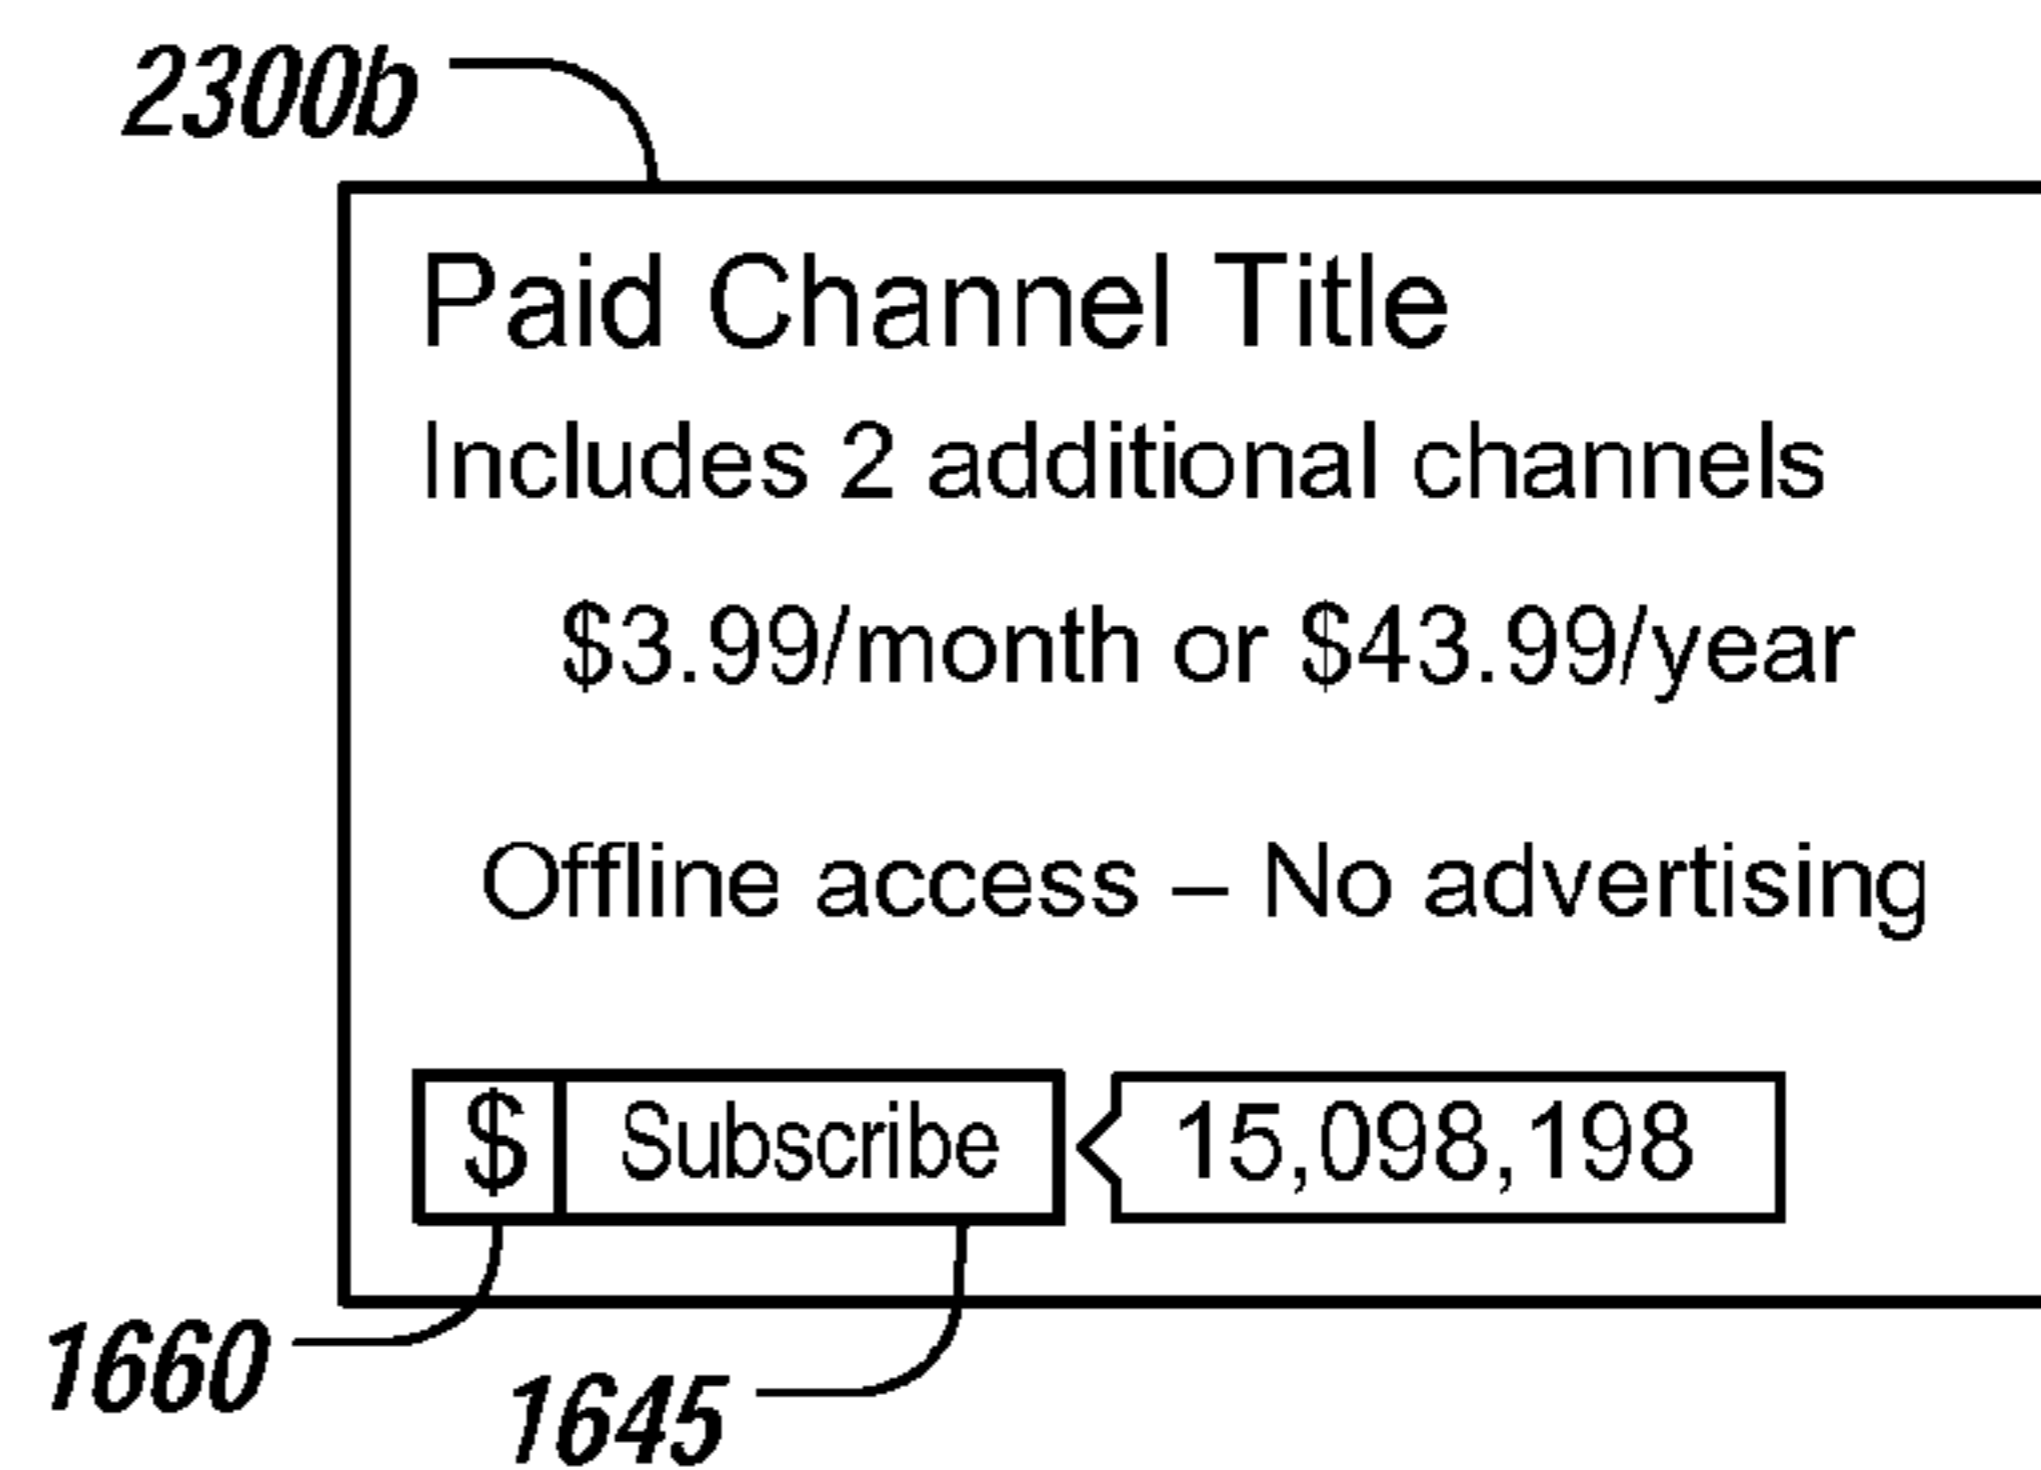 2300b
Paid Channel Title
Includes 2 additional channels
$3.99/month or $43.99/year
Offline access – No advertising
$ Subscribe 15,098,198
1660
1645